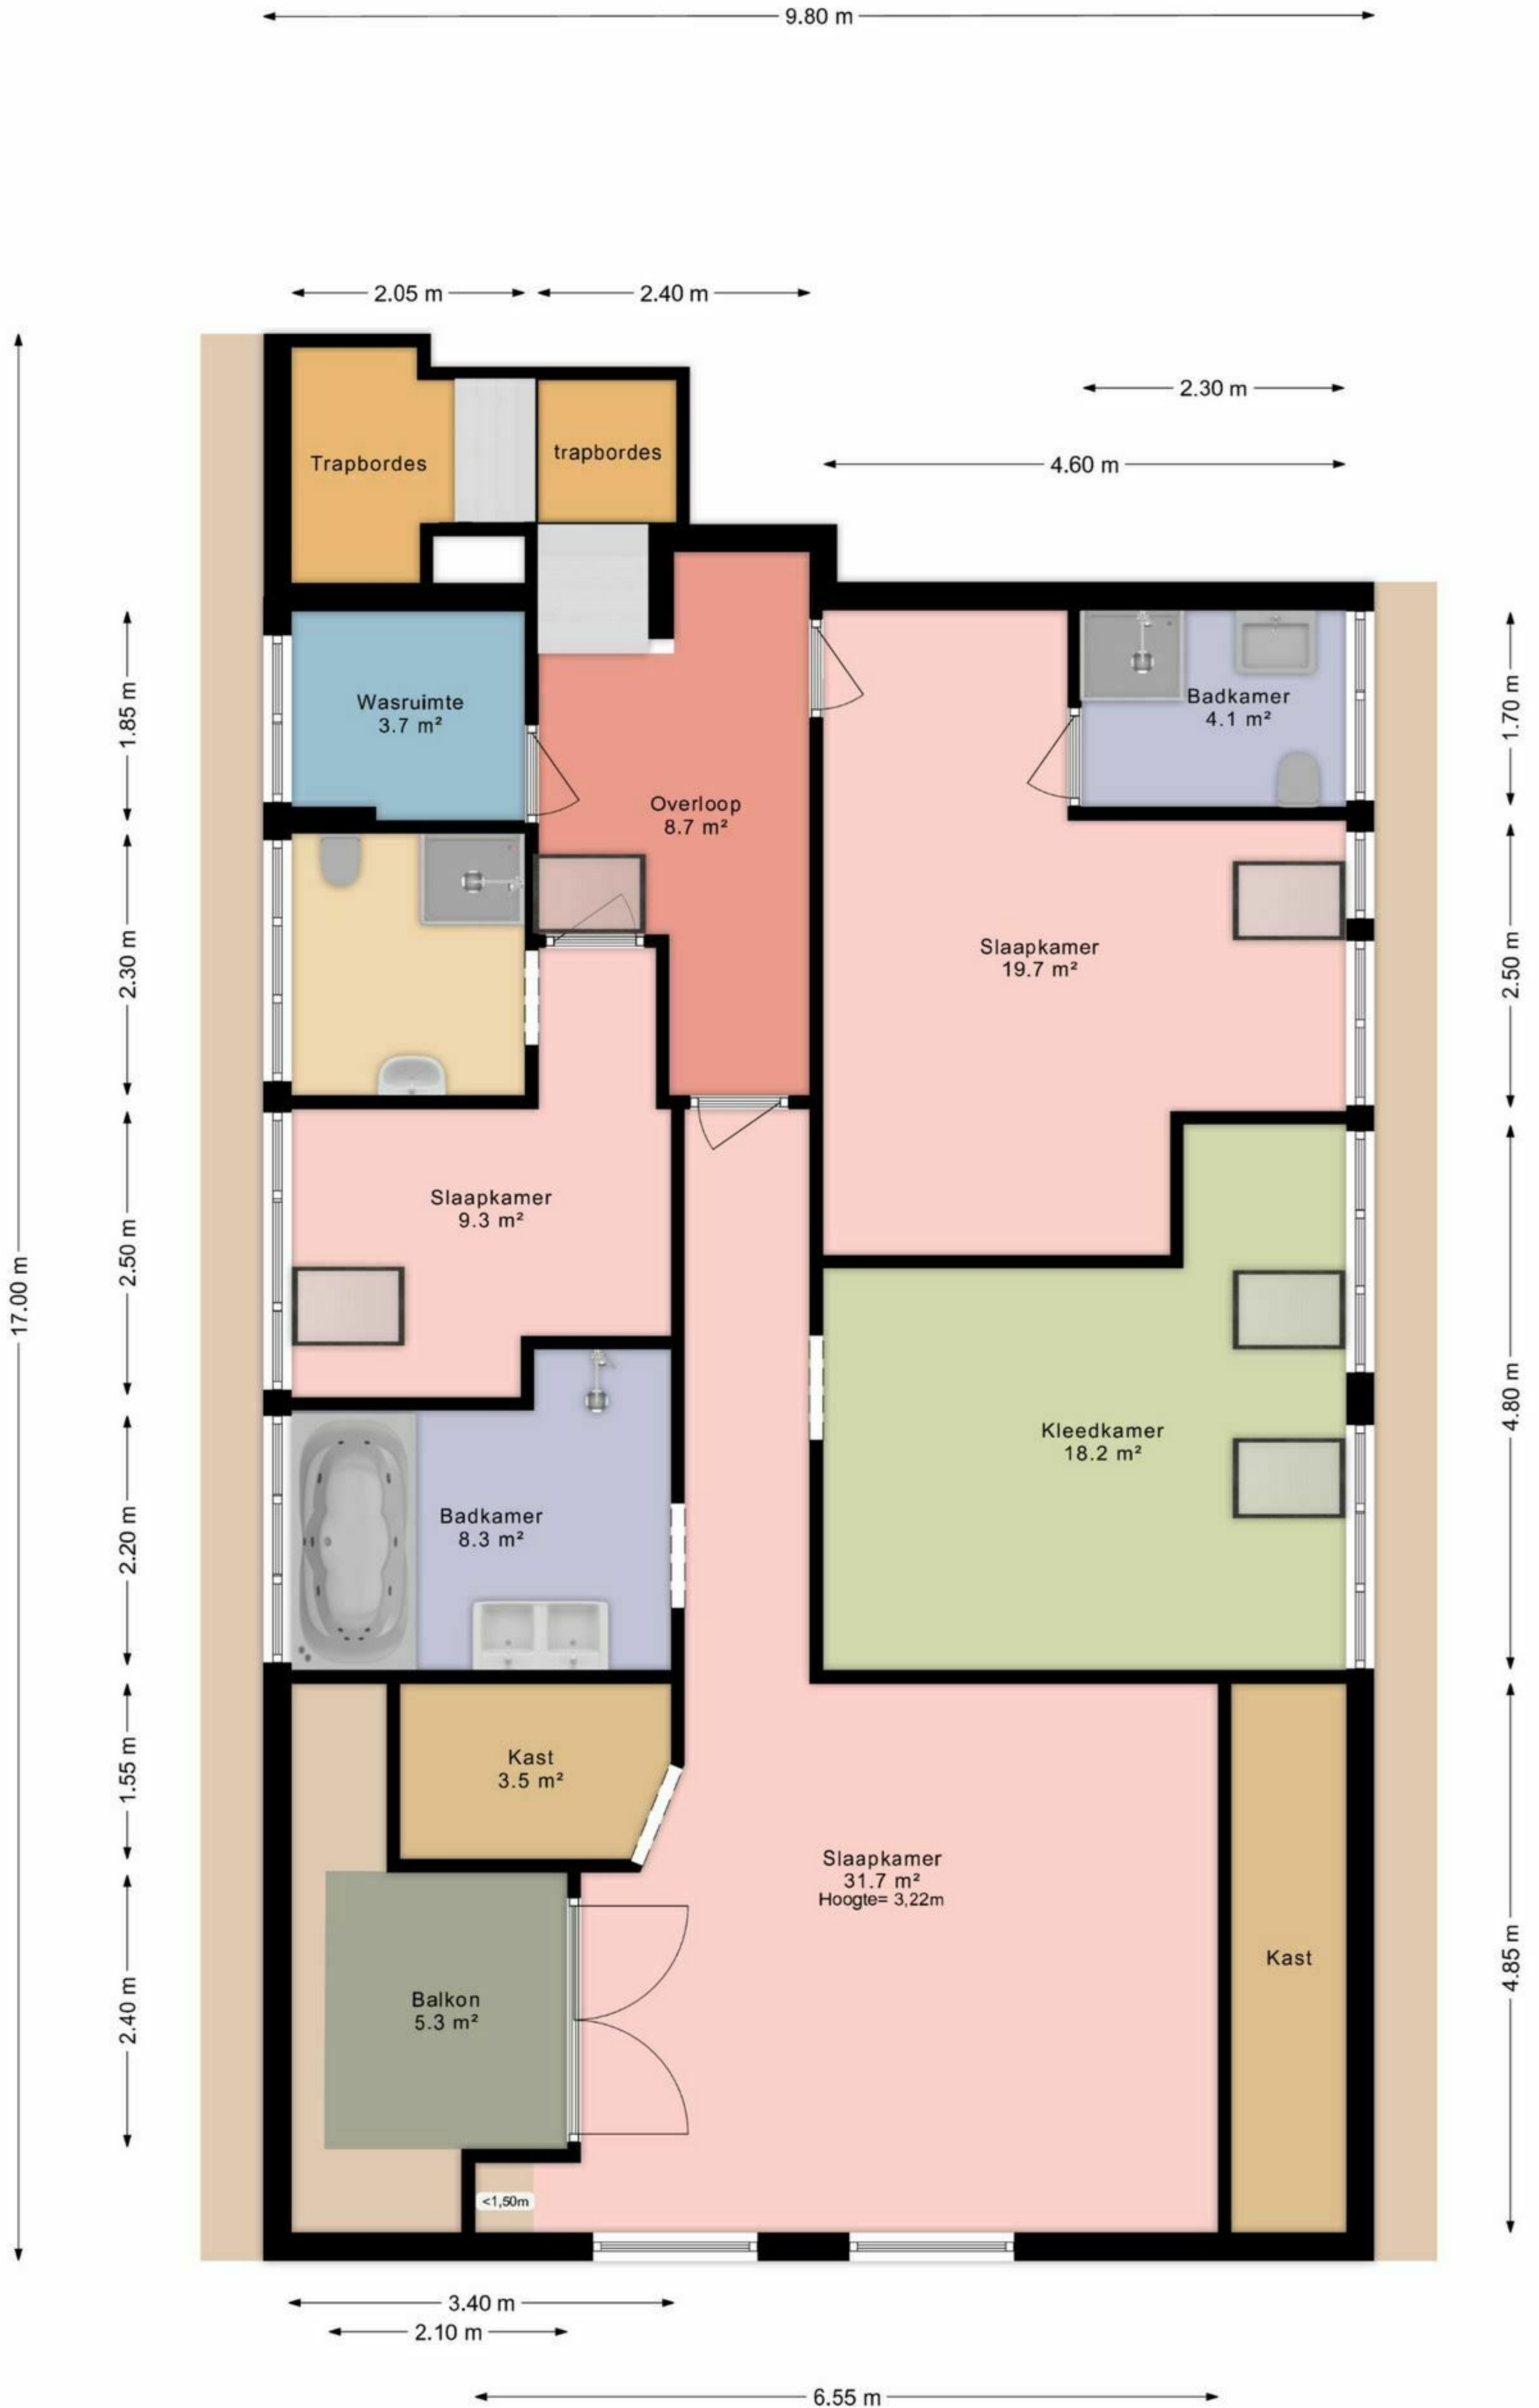 9.80 m
2.05 m
2.40 m
2.30 m
4.60 m
Trapbordes
trapbordes
Wasruimte
3.7 m²
Badkamer
4.1 m²
1.85 m
1.70 m
Overloop
8.7 m²
Slaapkamer
19.7 m²
2.30 m
2.50 m
Slaapkamer
9.3 m²
2.50 m
17.00 m
Kleedkamer
18.2 m²
4.80 m
Badkamer
8.3 m²
2.20 m
Kast
3.5 m²
1.55 m
Slaapkamer
31.7 m²
Hoogte= 3,22m
Kast
4.85 m
Balkon
5.3 m²
2.40 m
<1,50m
3.40 m
2.10 m
6.55 m